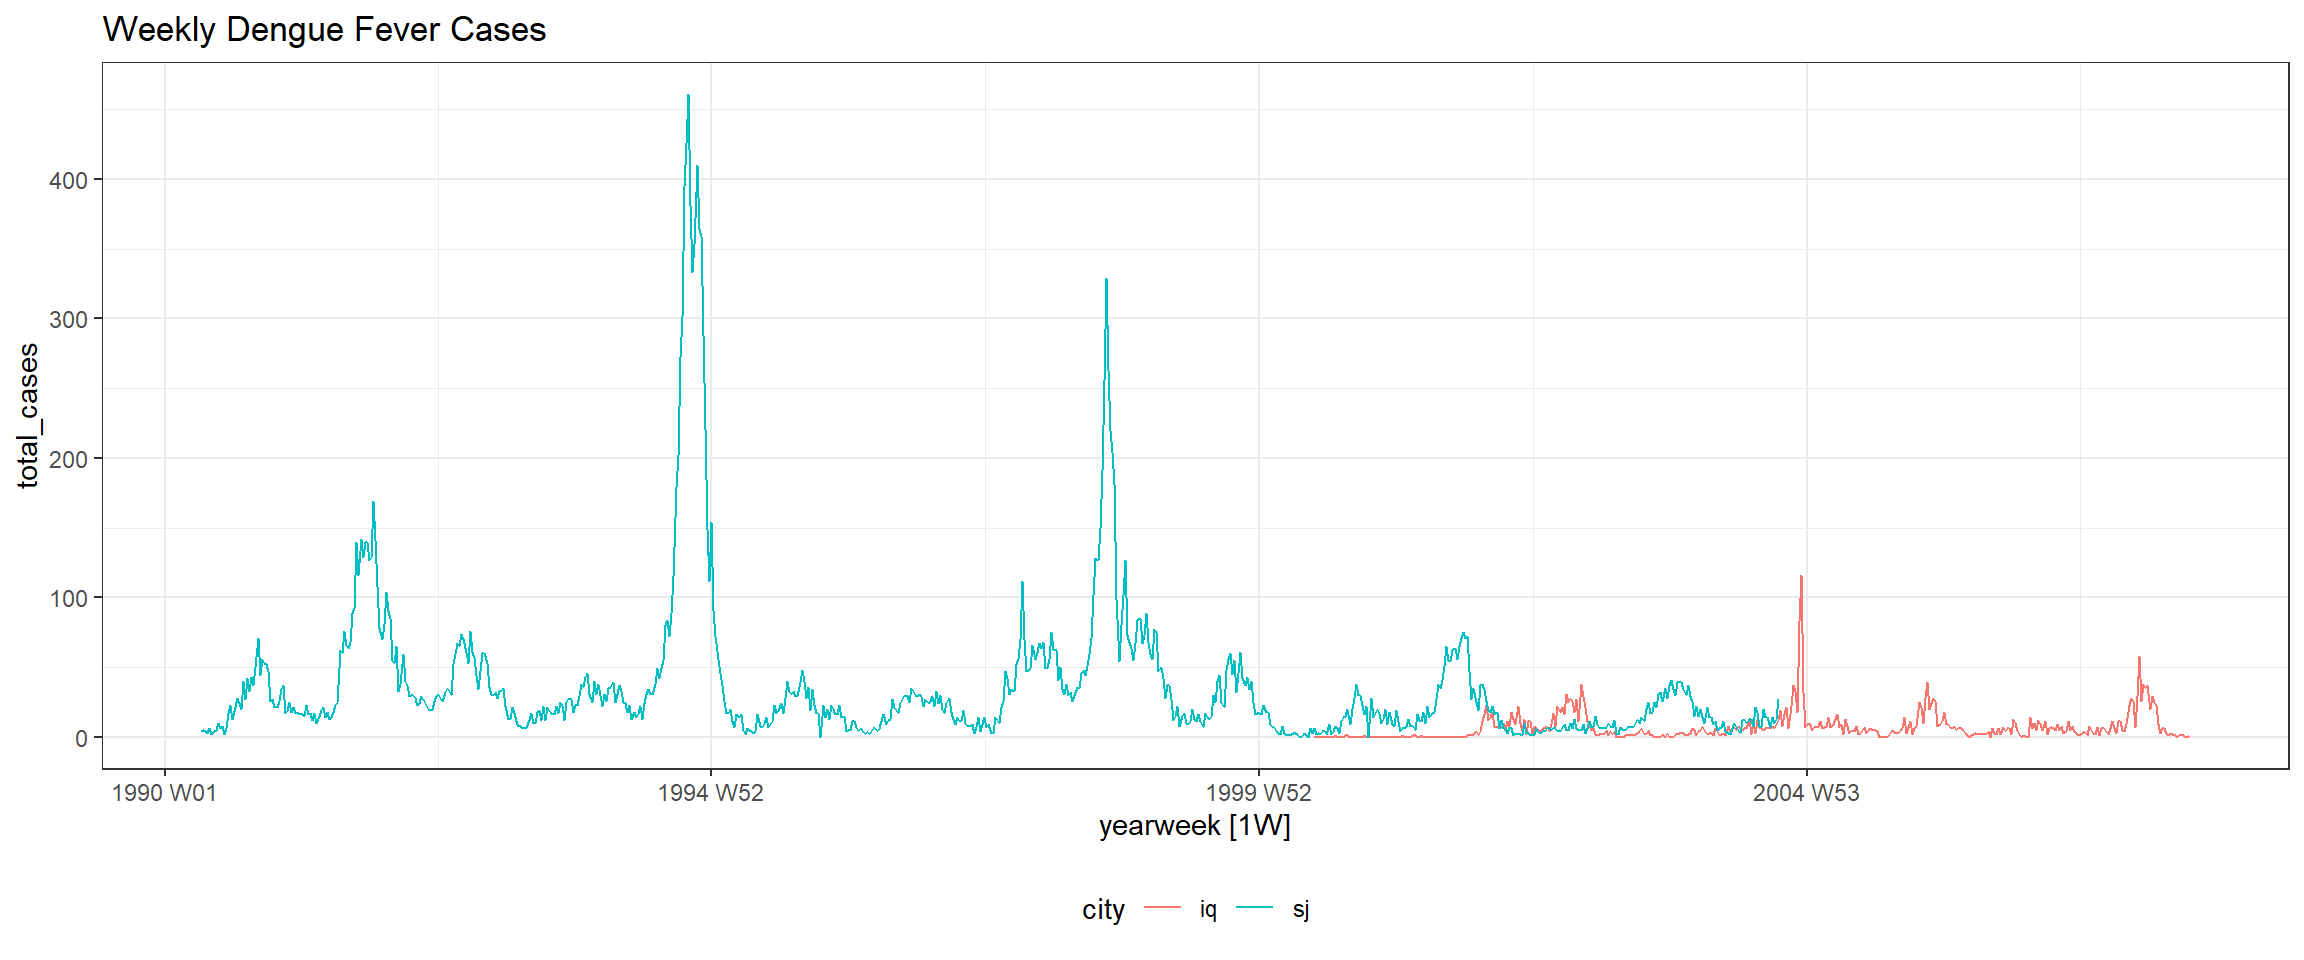 Weekly Dengue Fever Cases
total_cases
400
300
200
100
0
1990 W01 1994 W52 1999 W52 2004 W53
yearweek [1W]
city iq sj